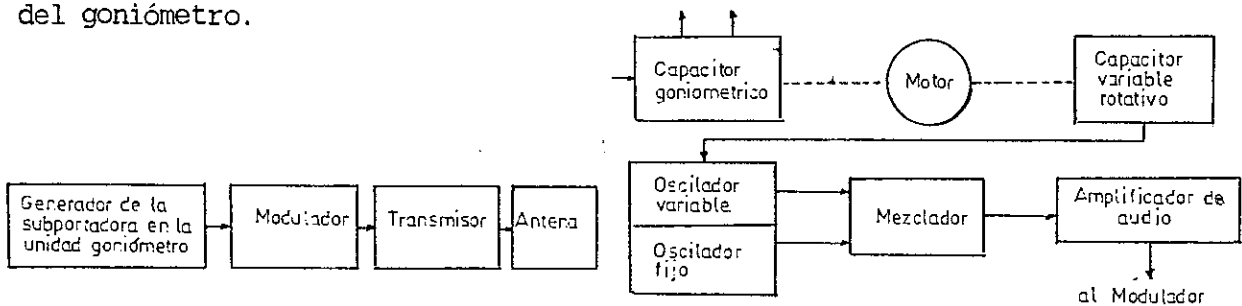 del goniómetro.
Capacitor
goniometrico
Motor
Capacitor
variable
rotativo
Generador de la
subportadora en la
unidad goniómetro
Modulador
Transmisor
Antena
Oscilador
variable
Oscilador
fijo
Mezclador
Amplificador de
audio
al Modulador